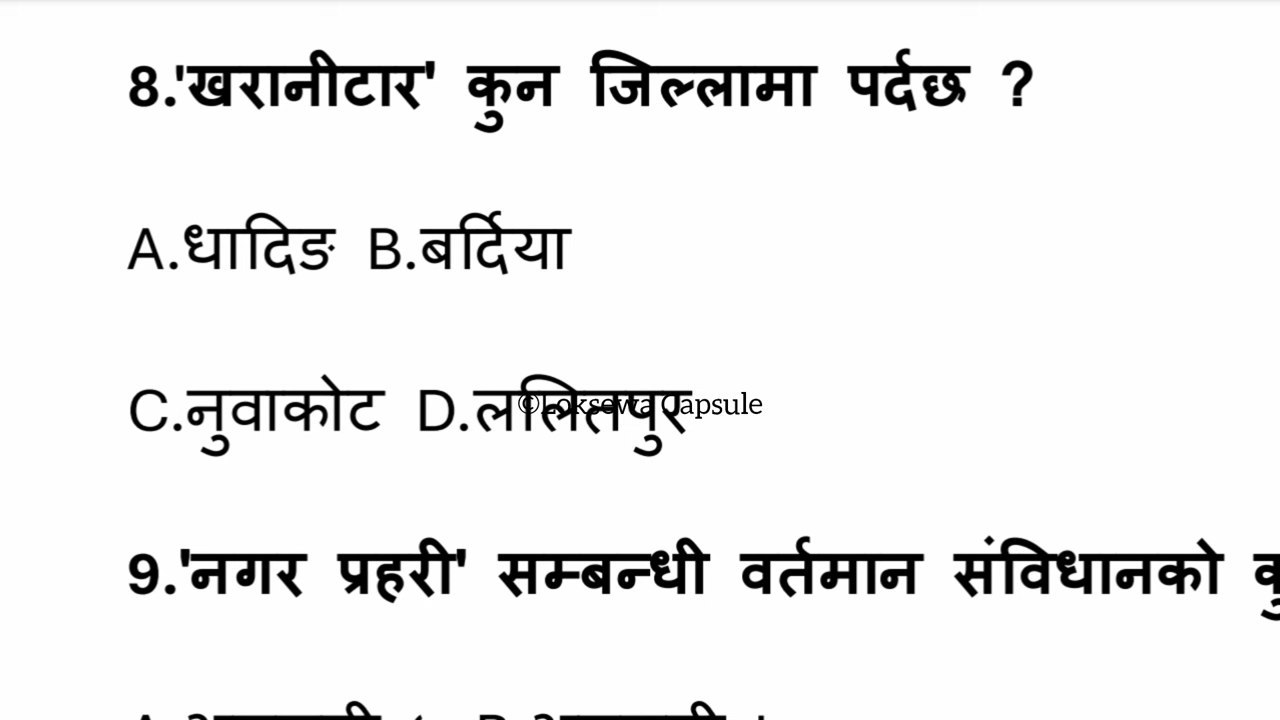 8.'खरानीटार' कुन जिल्लामा पर्दछ ?
A.धादिङ B.बर्दिया
C.नुवाकोट D.ललितपुर
©Loksewa Capsule
9.'नगर प्रहरी' सम्बन्धी वर्तमान संविधानको